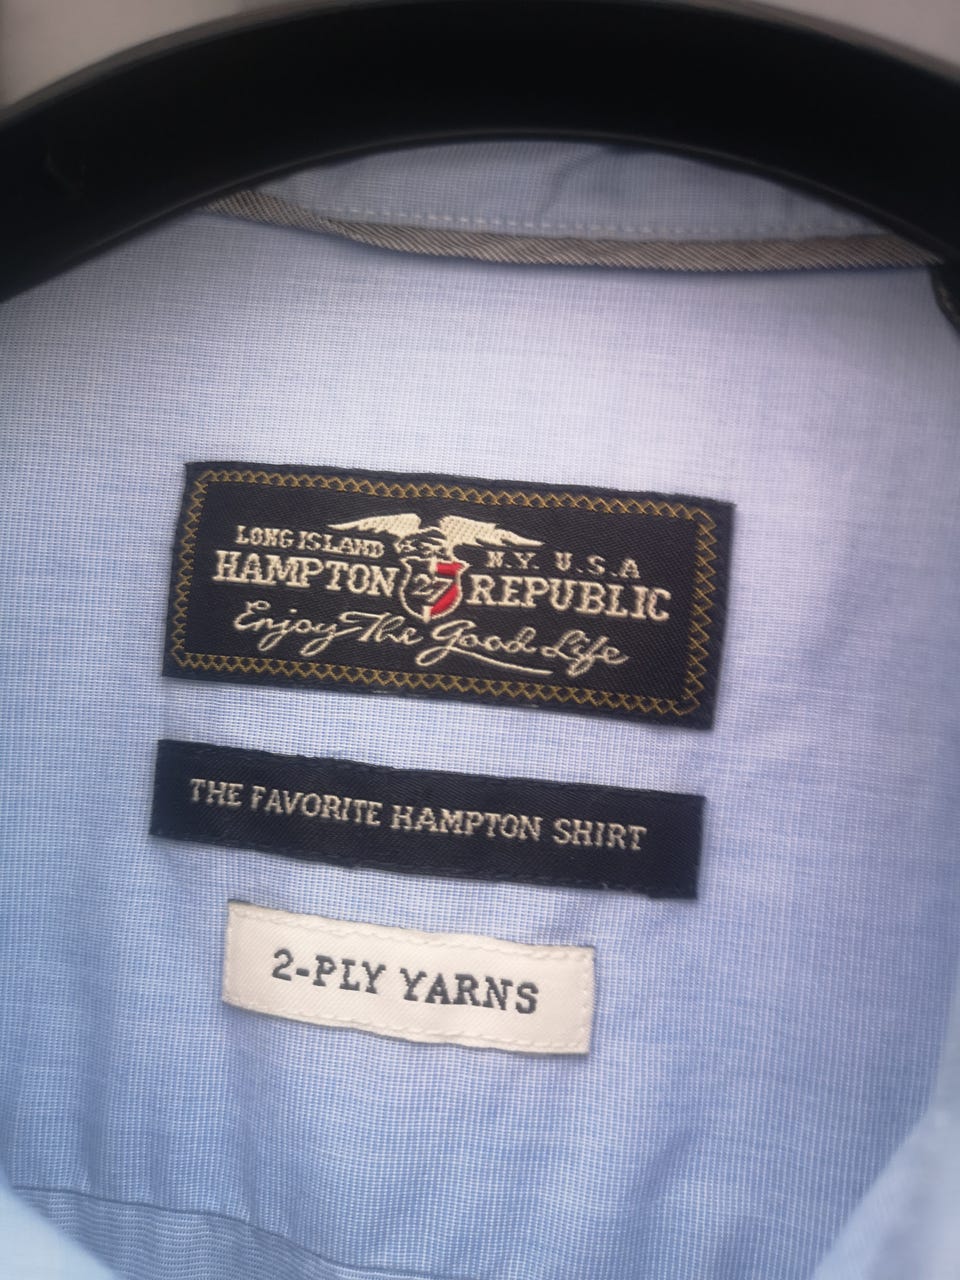 LONG ISLAND N.Y. U.S.A
HAMPTON 27 REPUBLIC
Enjoy The Good Life
THE FAVORITE HAMPTON SHIRT
2-PLY YARNS